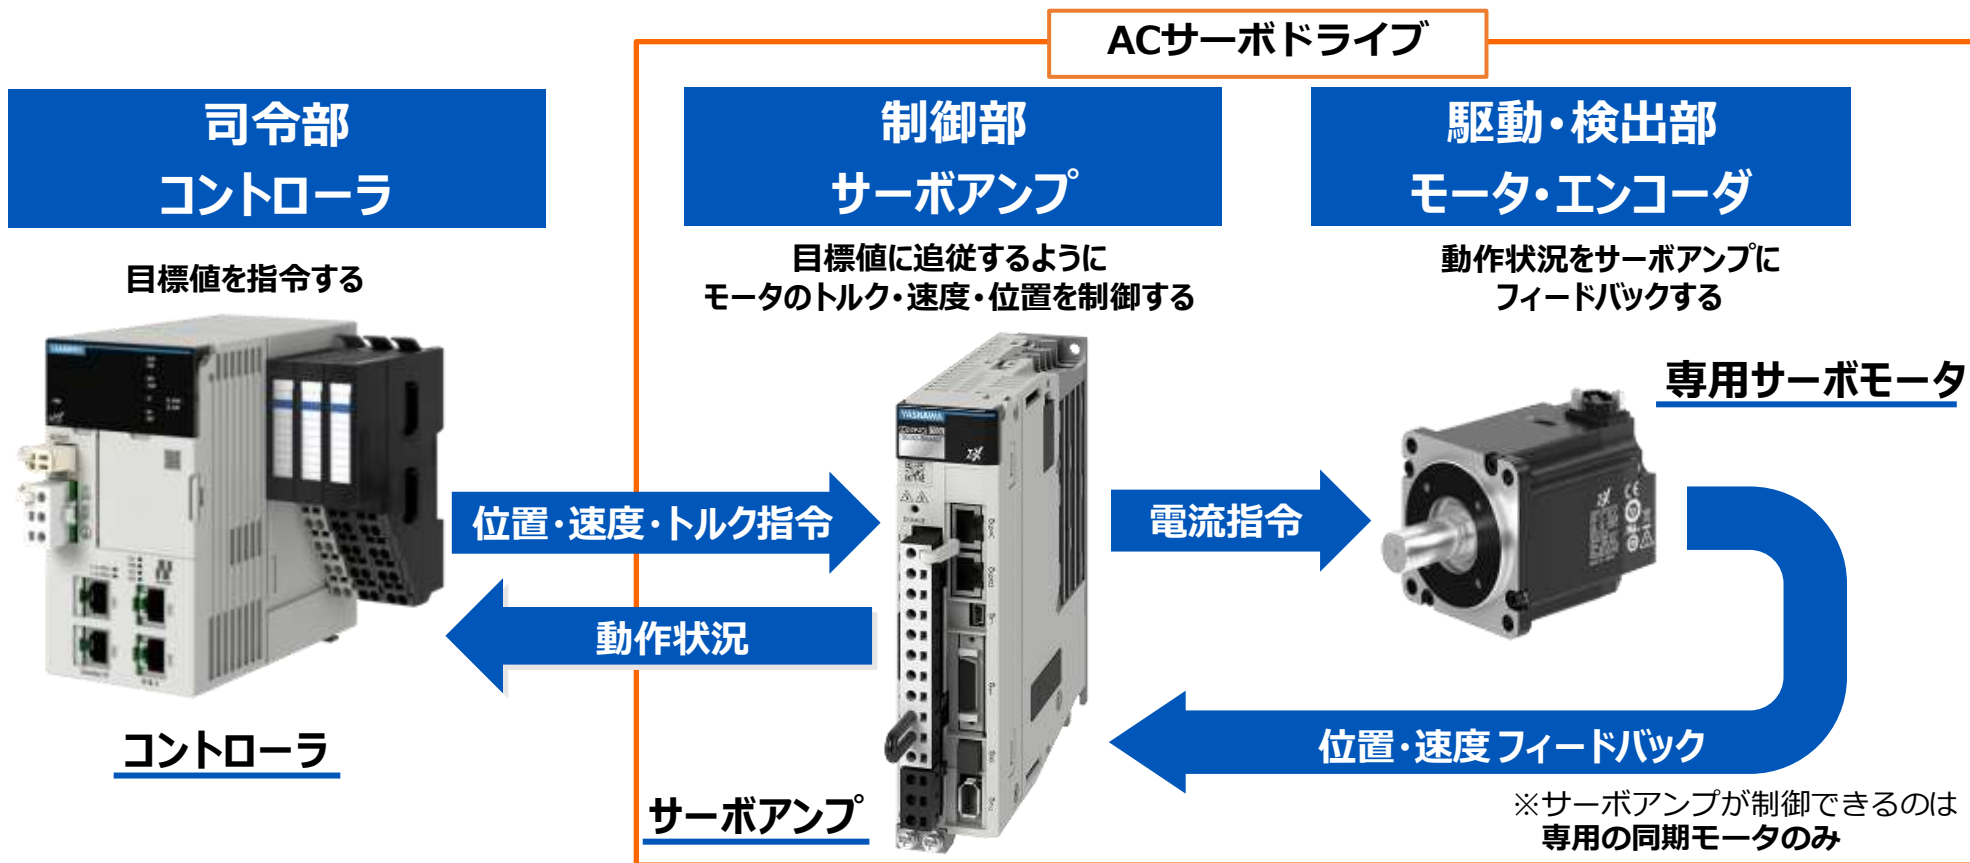 ACサーボドライブ
司令部
コントローラ
制御部
サーボアンプ
駆動・検出部
モータ・エンコーダ
目標値を指令する
目標値に追従するように
モータのトルク・速度・位置を制御する
動作状況をサーボアンプに
フィードバックする
専用サーボモータ
YASKAWA
位置・速度・トルク指令
電流指令
動作状況
位置・速度 フィードバック
コントローラ
サーボアンプ
※サーボアンプが制御できるのは
専用の同期モータのみ